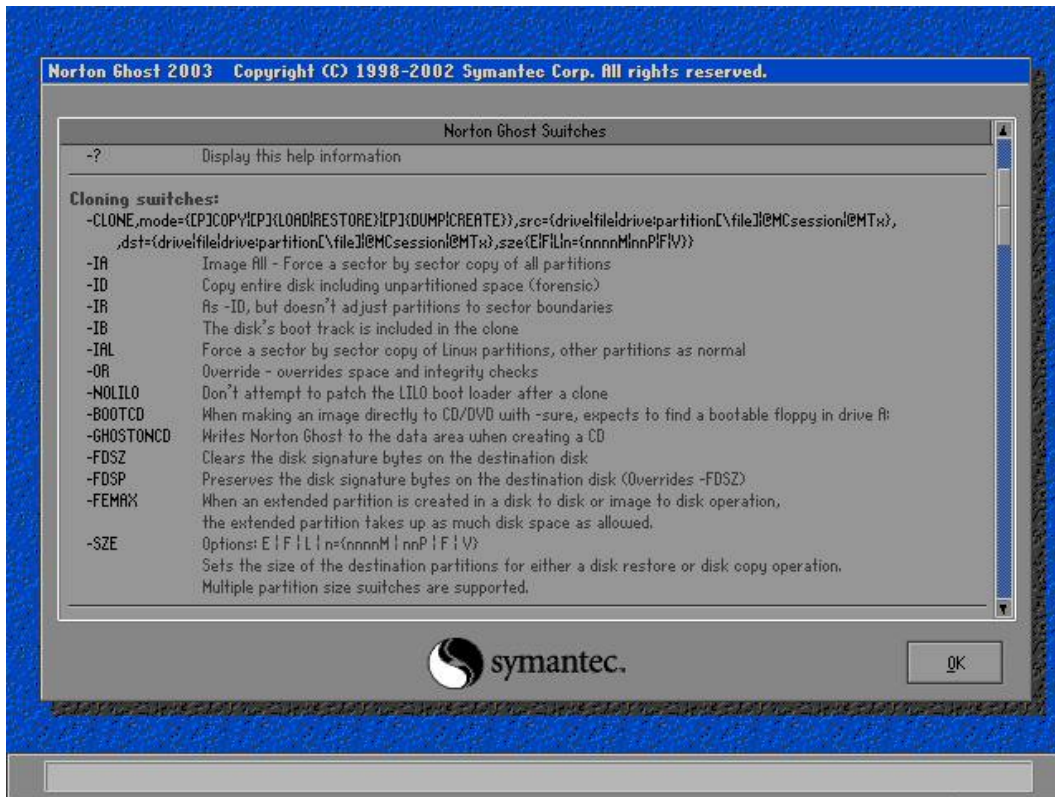 Norton Ghost 2003   Copyright (C) 1998-2002 Symantec Corp. All rights reserved.
Norton Ghost Switches
-? Display this help information
Cloning switches:
-CLONE,mode={[P]COPY¦[P]{LOAD¦RESTORE}¦[P]{DUMP¦CREATE}},src={drive¦file¦drive:partition[\file]¦@MCsession¦@MTx},
,dst={drive¦file¦drive:partition[\file]¦@MCsession¦@MTx},sze{E¦F¦L¦n={nnnnM¦nnP¦F¦V}}
-IA Image All - Force a sector by sector copy of all partitions
-ID Copy entire disk including unpartitioned space (forensic)
-IR As -ID, but doesn't adjust partitions to sector boundaries
-IB The disk's boot track is included in the clone
-IAL Force a sector by sector copy of Linux partitions, other partitions as normal
-OR Override - overrides space and integrity checks
-NOLILO Don't attempt to patch the LILO boot loader after a clone
-BOOTCD When making an image directly to CD/DVD with -sure, expects to find a bootable floppy in drive A:
-GHOSTONCD Writes Norton Ghost to the data area when creating a CD
-FDSZ Clears the disk signature bytes on the destination disk
-FDSP Preserves the disk signature bytes on the destination disk (Overrides -FDSZ)
-FEMAX When an extended partition is created in a disk to disk or image to disk operation,
the extended partition takes up as much disk space as allowed.
-SZE Options: E ¦ F ¦ L ¦ n={nnnnM ¦ nnP ¦ F ¦ V}
Sets the size of the destination partitions for either a disk restore or disk copy operation.
Multiple partition size switches are supported.
symantec.
OK